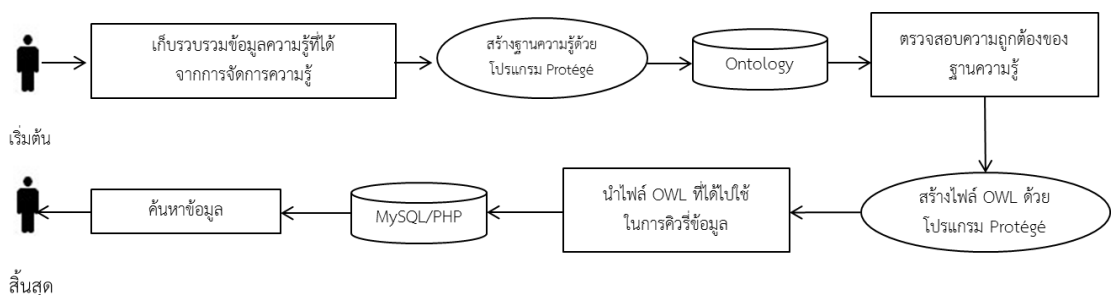 เก็บรวบรวมข้อมูลความรู้ที่ได้
จากการจัดการความรู้
สร้างฐานความรู้ด้วย
โปรแกรม Protégé
Ontology
ตรวจสอบความถูกต้องของ
ฐานความรู้
เริ่มต้น
สร้างไฟล์ OWL ด้วย
โปรแกรม Protégé
นำไฟล์ OWL ที่ได้ไปใช้
ในการคิวรี่ข้อมูล
MySQL/PHP
ค้นหาข้อมูล
สิ้นสุด